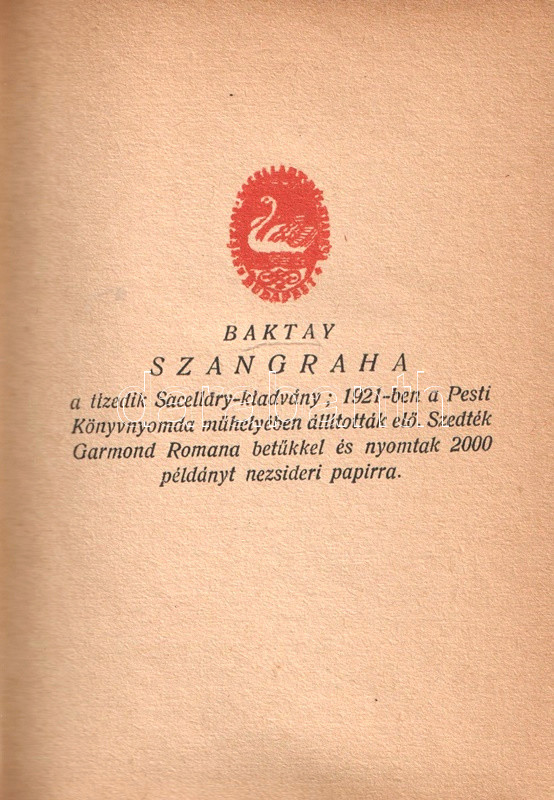 BUDAPEST
BAKTAY
SZANGRAHA
a tizedik Sacelláry-kiadvány ; 1921-ben a Pesti
Könyvnyomda műhelyében állították elő. Szedték
Garmond Romana betűkkel és nyomtak 2000
példányt nezsideri papirra.